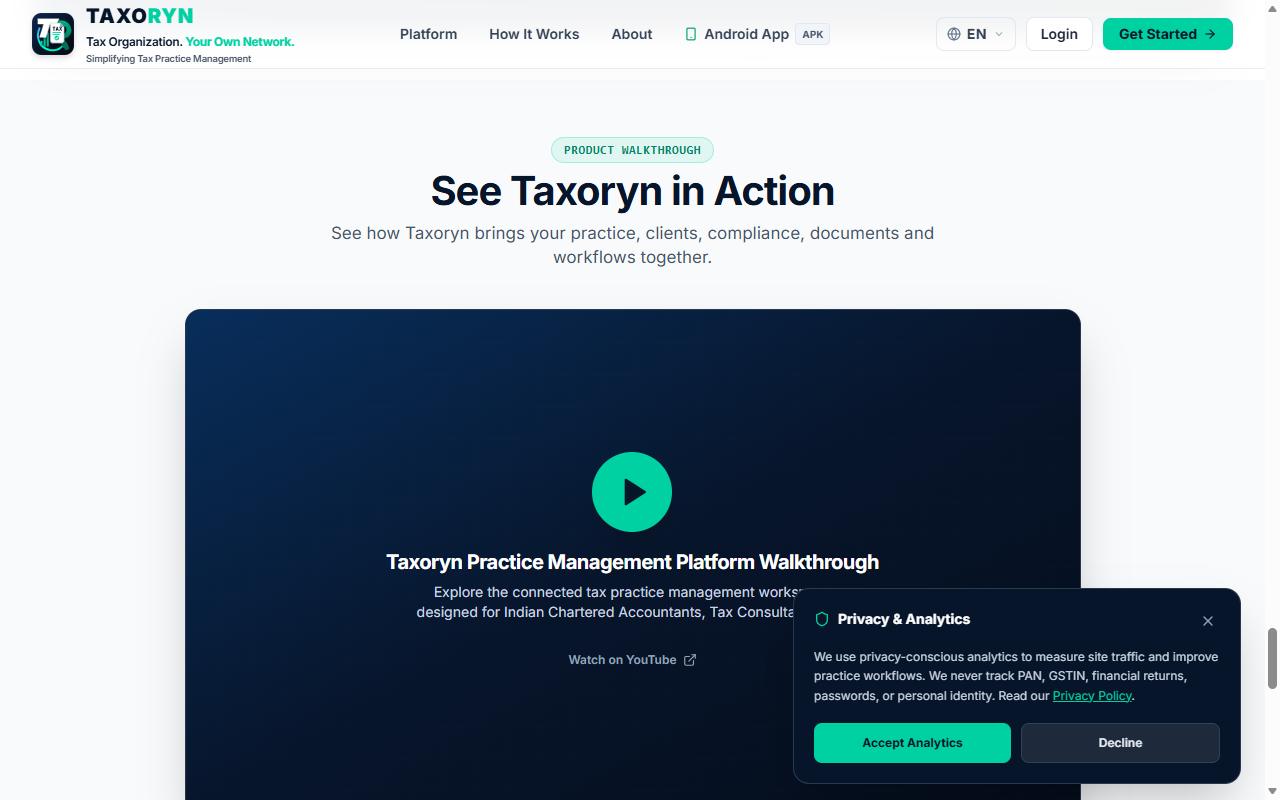 TAXORYN
Tax Organization. Your Own Network.
Simplifying Tax Practice Management
Platform
How It Works
About
Android App APK
EN
Login
Get Started
PRODUCT WALKTHROUGH
See Taxoryn in Action
See how Taxoryn brings your practice, clients, compliance, documents and
workflows together.
Taxoryn Practice Management Platform Walkthrough
Explore the connected tax practice management
designed for Indian Chartered Accountants, Tax
Watch on YouTube
Privacy & Analytics
We use privacy-conscious analytics to measure site traffic and improve
practice workflows. We never track PAN, GSTIN, financial returns,
passwords, or personal identity. Read our Privacy Policy.
Accept Analytics
Decline